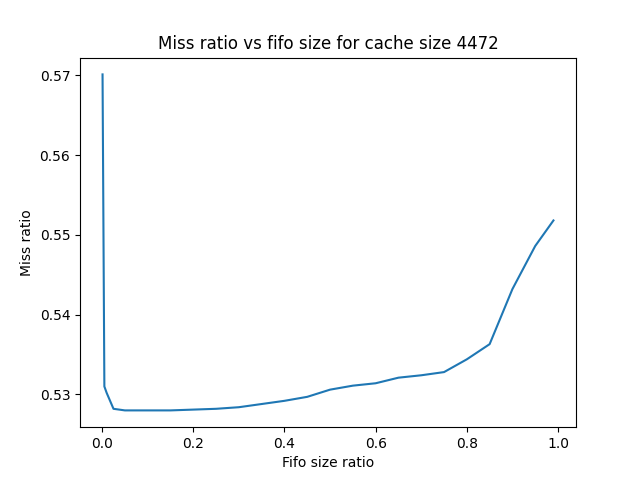 Miss ratio vs fifo size for cache size 4472
0.57
0.56
0.55
0.54
0.53
Miss ratio
0.0 0.2 0.4 0.6 0.8 1.0
Fifo size ratio